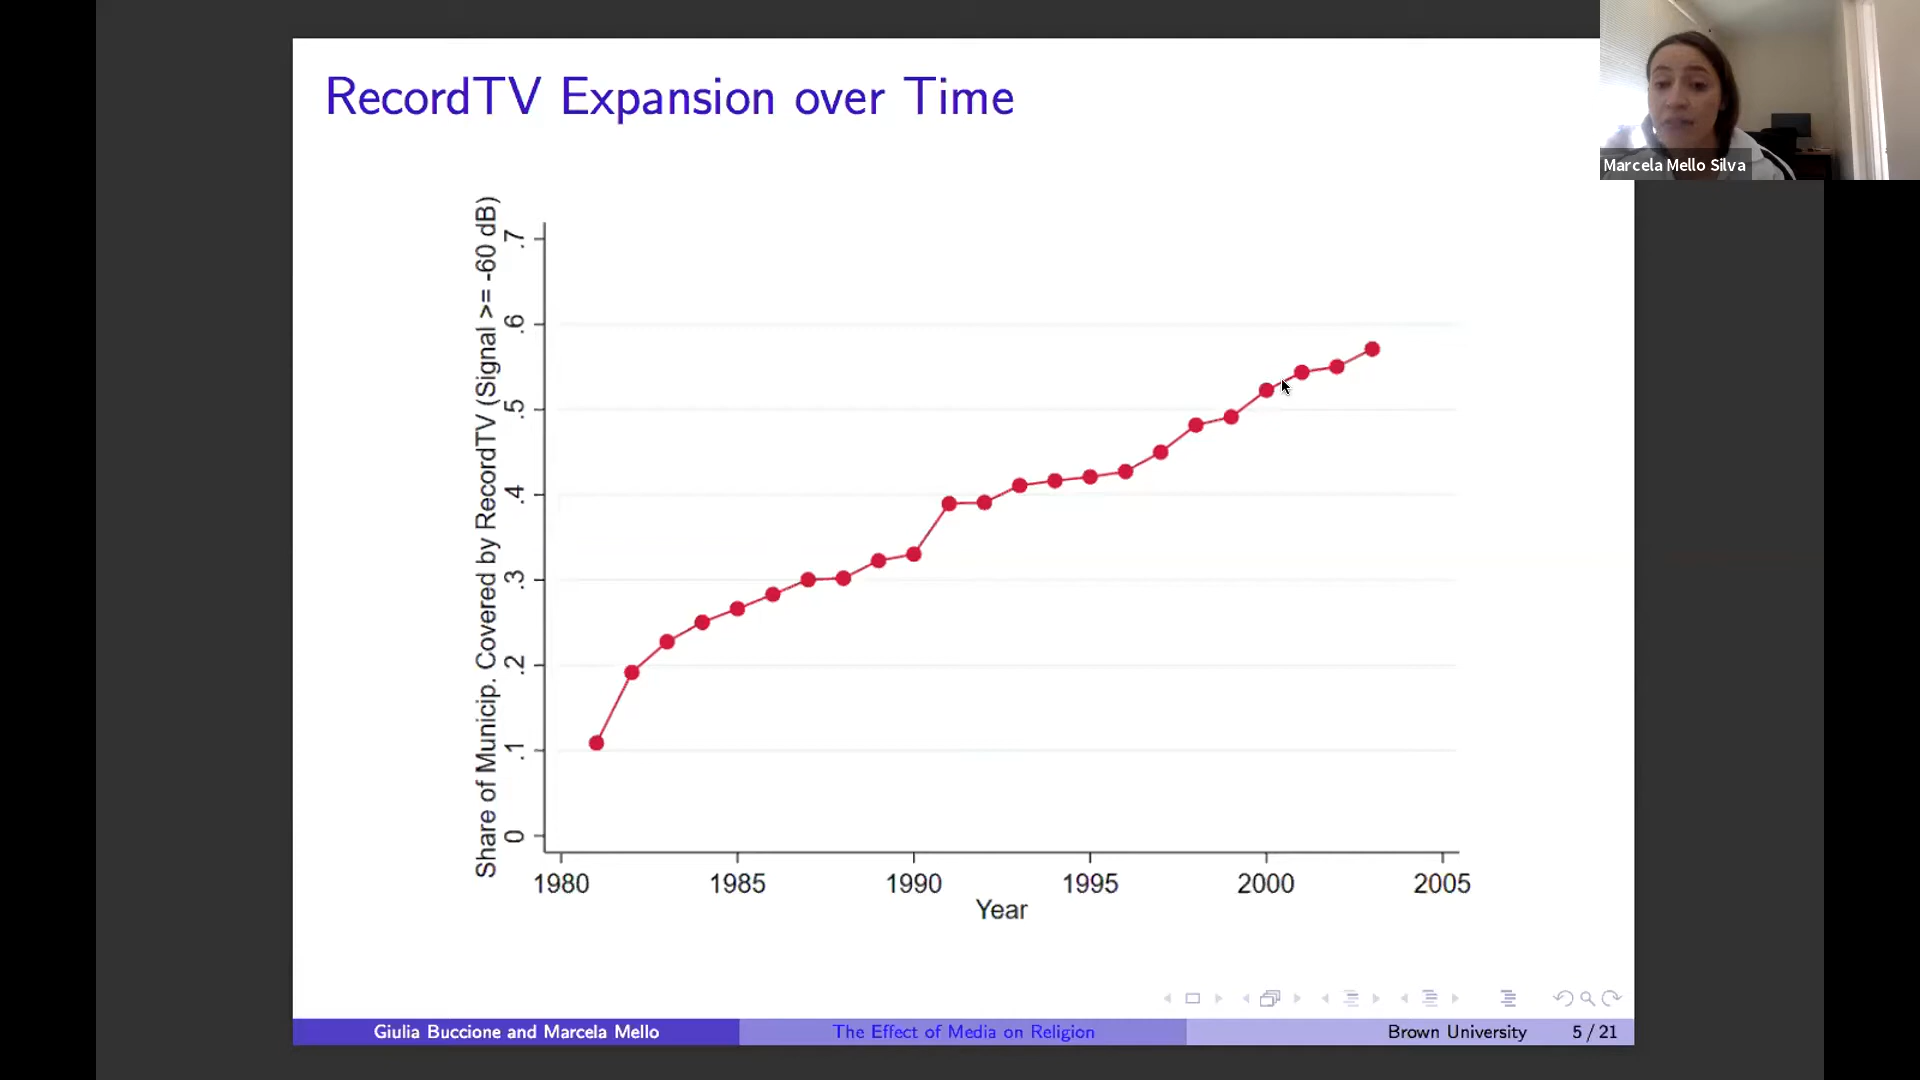 RecordTV Expansion over Time
Marcela Mello Silva
Share of Municip. Covered by RecordTV (Signal >= -60 dB)
.7
.6
.5
.4
.3
.2
.1
0
1980 1985 1990 1995 2000 2005
Year
Giulia Buccione and Marcela Mello The Effect of Media on Religion Brown University 5 / 21